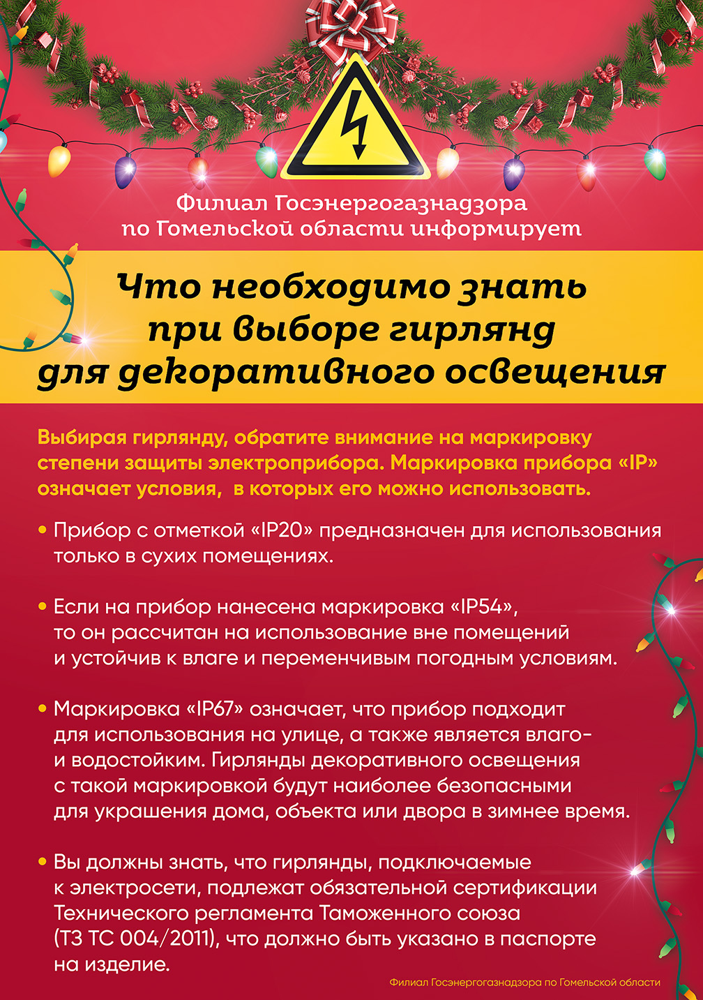 Филиал Госэнергогазнадзора
по Гомельской области информирует
Что необходимо знать
при выборе гирлянд
для декоративного освещения
Выбирая гирлянду, обратите внимание на маркировку
степени защиты электроприбора. Маркировка прибора «IP»
означает условия, в которых его можно использовать.
• Прибор с отметкой «IP20» предназначен для использования
только в сухих помещениях.
• Если на прибор нанесена маркировка «IP54»,
то он рассчитан на использование вне помещений
и устойчив к влаге и переменчивым погодным условиям.
• Маркировка «IP67» означает, что прибор подходит
для использования на улице, а также является влаго-
и водостойким. Гирлянды декоративного освещения
с такой маркировкой будут наиболее безопасными
для украшения дома, объекта или двора в зимнее время.
• Вы должны знать, что гирлянды, подключаемые
к электросети, подлежат обязательной сертификации
Технического регламента Таможенного союза
(ТЗ ТС 004/2011), что должно быть указано в паспорте
на изделие.
Филиал Госэнергогазнадзора по Гомельской области